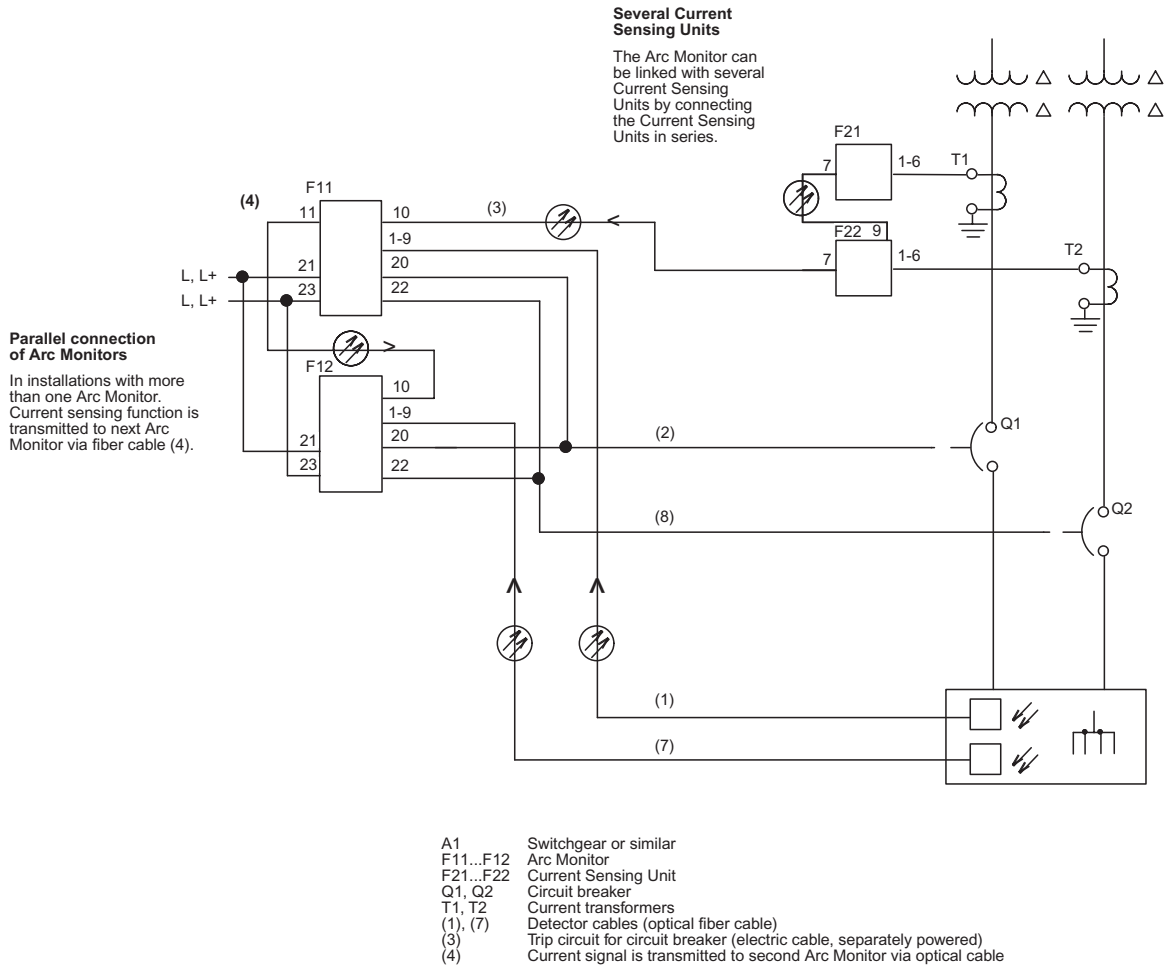 Several Current
Sensing Units
The Arc Monitor can
be linked with several
Current Sensing
Units by connecting
the Current Sensing
Units in series.
F21
7
1-6
T1
F22
9
7
1-6
T2
(4)
F11
11
10
(3)
1-9
21
20
23
22
L, L+
L, L+
Parallel connection
of Arc Monitors
In installations with more
than one Arc Monitor.
Current sensing function is
transmitted to next Arc
Monitor via fiber cable (4).
F12
10
1-9
21
20
23
22
(2)
Q1
(8)
Q2
(1)
(7)
A1 Switchgear or similar
F11...F12 Arc Monitor
F21...F22 Current Sensing Unit
Q1, Q2 Circuit breaker
T1, T2 Current transformers
(1), (7) Detector cables (optical fiber cable)
(3) Trip circuit for circuit breaker (electric cable, separately powered)
(4) Current signal is transmitted to second Arc Monitor via optical cable